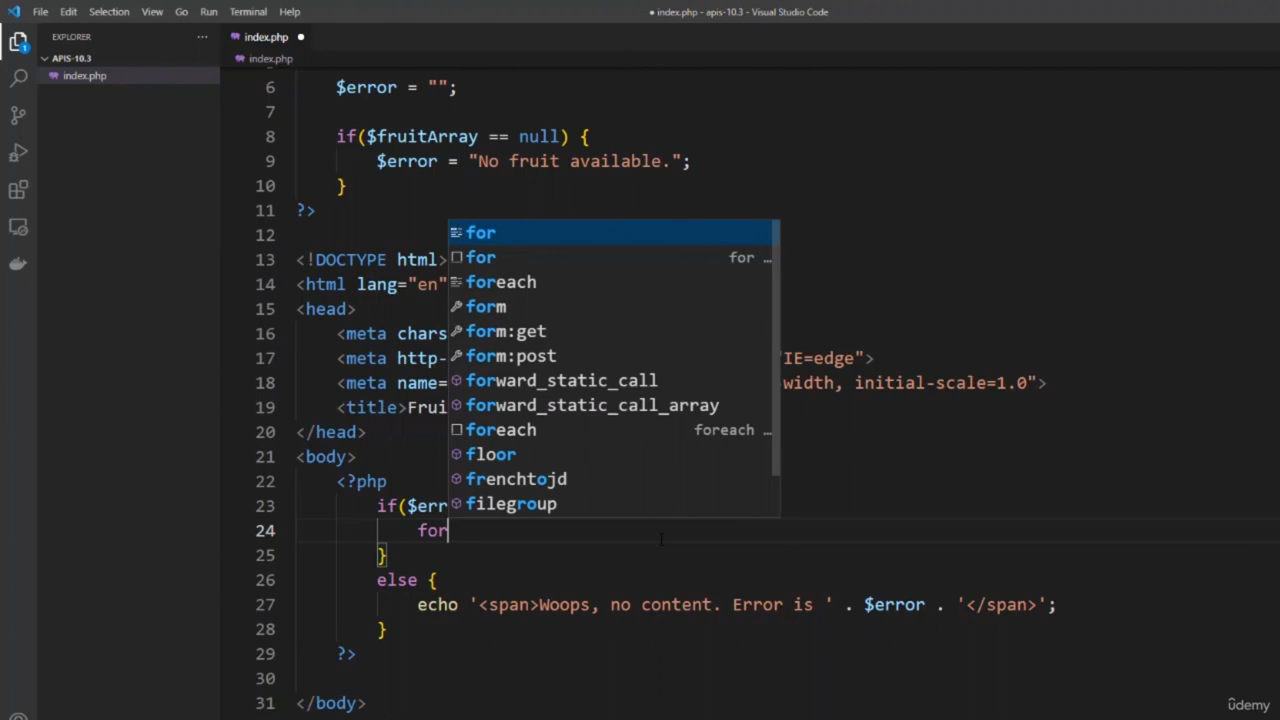 File Edit Selection View Go Run Terminal Help
● index.php - apis-10.3 - Visual Studio Code
EXPLORER ...
APIS-10.3
index.php
1
index.php ●
index.php
6 $error = "";
7
8 if($fruitArray == null) {
9 $error = "No fruit available.";
10 }
11 ?>
12
13 <!DOCTYPE html>
14 <html lang="en"
15 <head>
16 <meta chars
17 <meta http- IE=edge">
18 <meta name= width, initial-scale=1.0">
19 <title>Frui
20 </head>
21 <body>
22 <?php
23 if($err
24 for
25 }
26 else {
27 echo '<span>Woops, no content. Error is ' . $error . '</span>';
28 }
29 ?>
30
31 </body>
for
for for ...
foreach
form
form:get
form:post
forward_static_call
forward_static_call_array
foreach foreach ...
floor
frenchtojd
filegroup
ûdemy